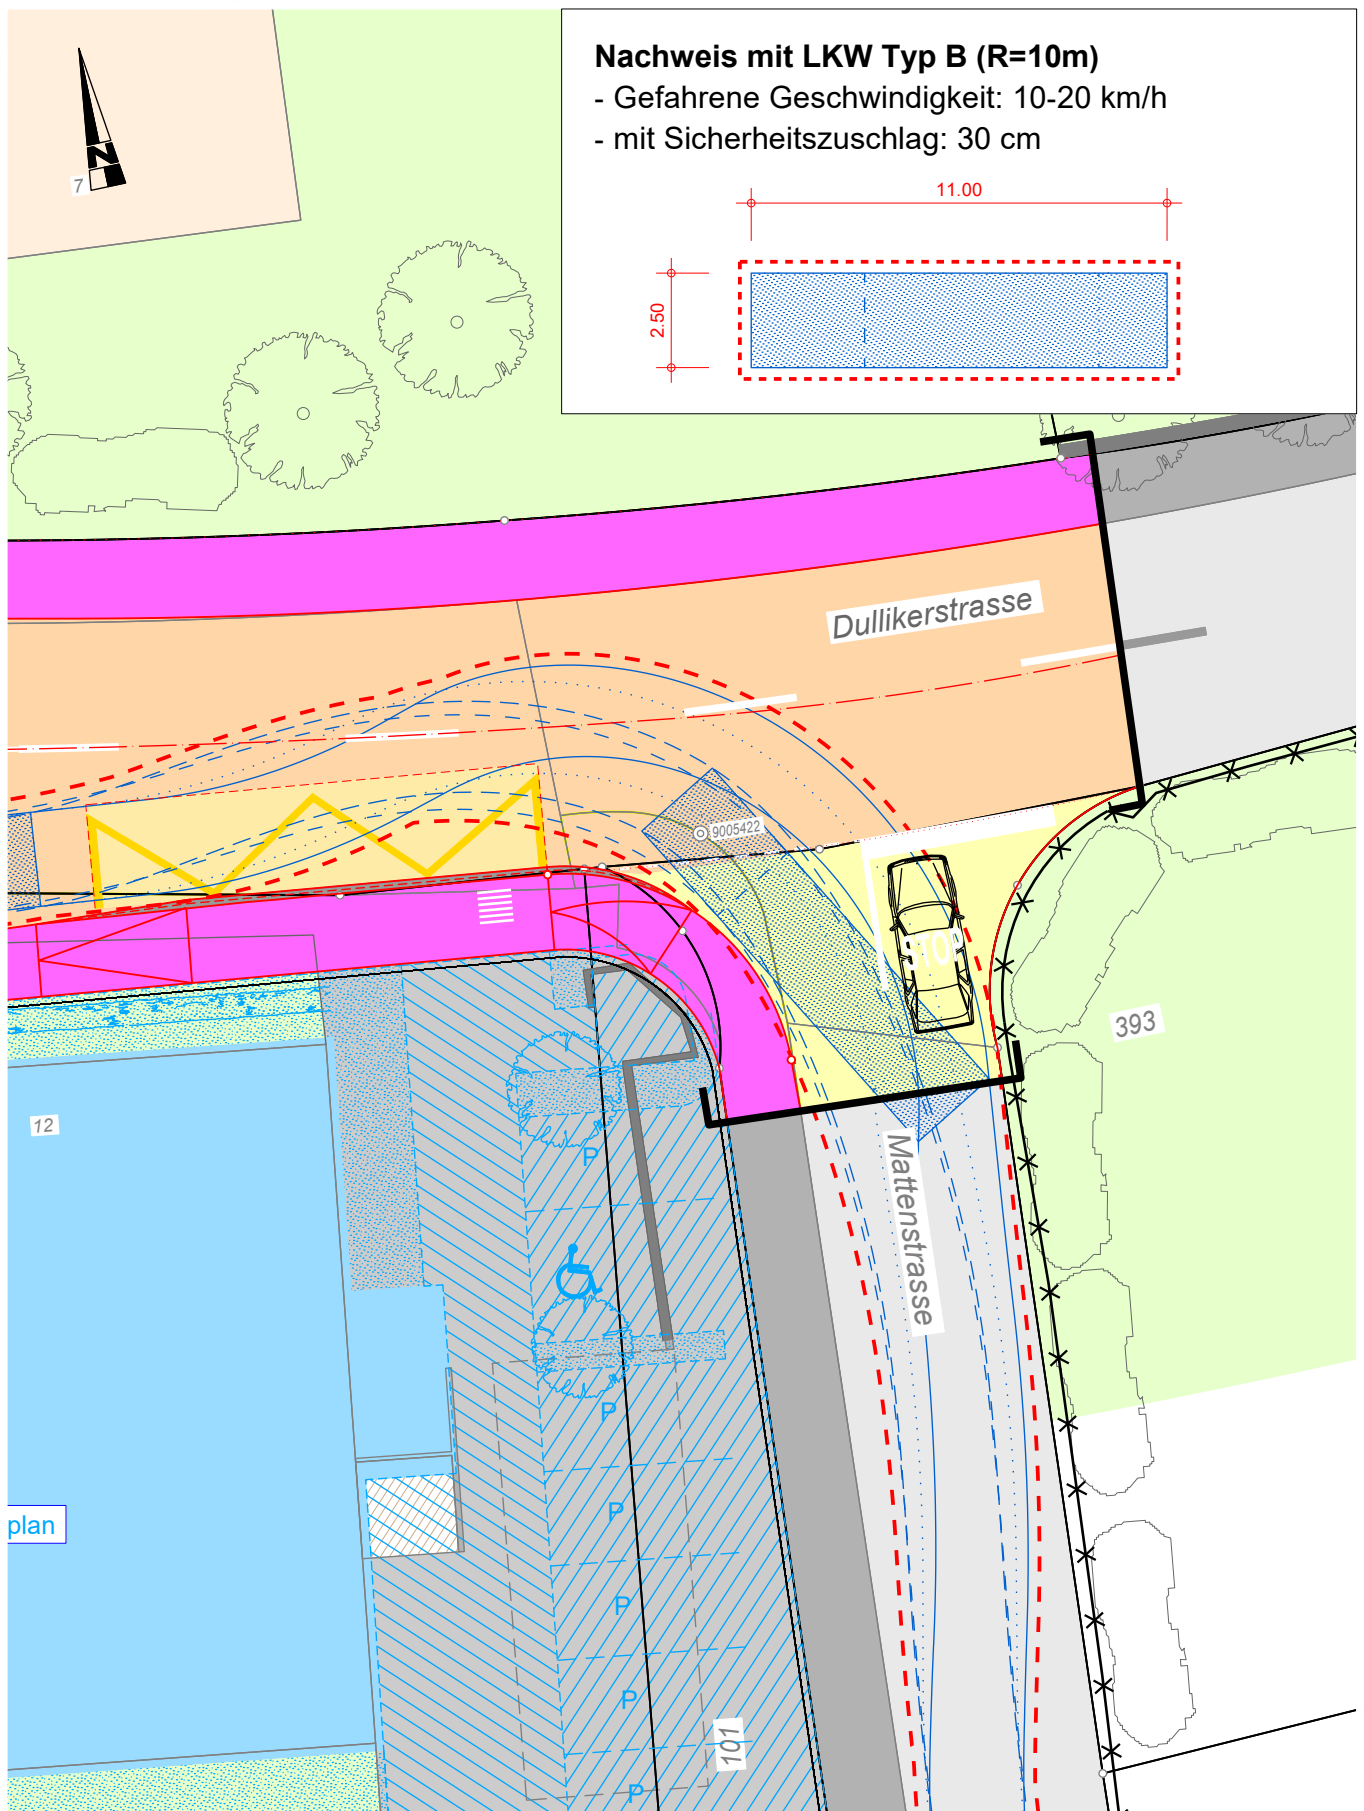 Nachweis mit LKW Typ B (R=10m)
- Gefahrene Geschwindigkeit: 10-20 km/h
- mit Sicherheitszuschlag: 30 cm
11.00
2.50
N
7
Dullikerstrasse
9005422
STOP
393
12
Mattenstrasse
P
P
P
plan
P
P
101
P